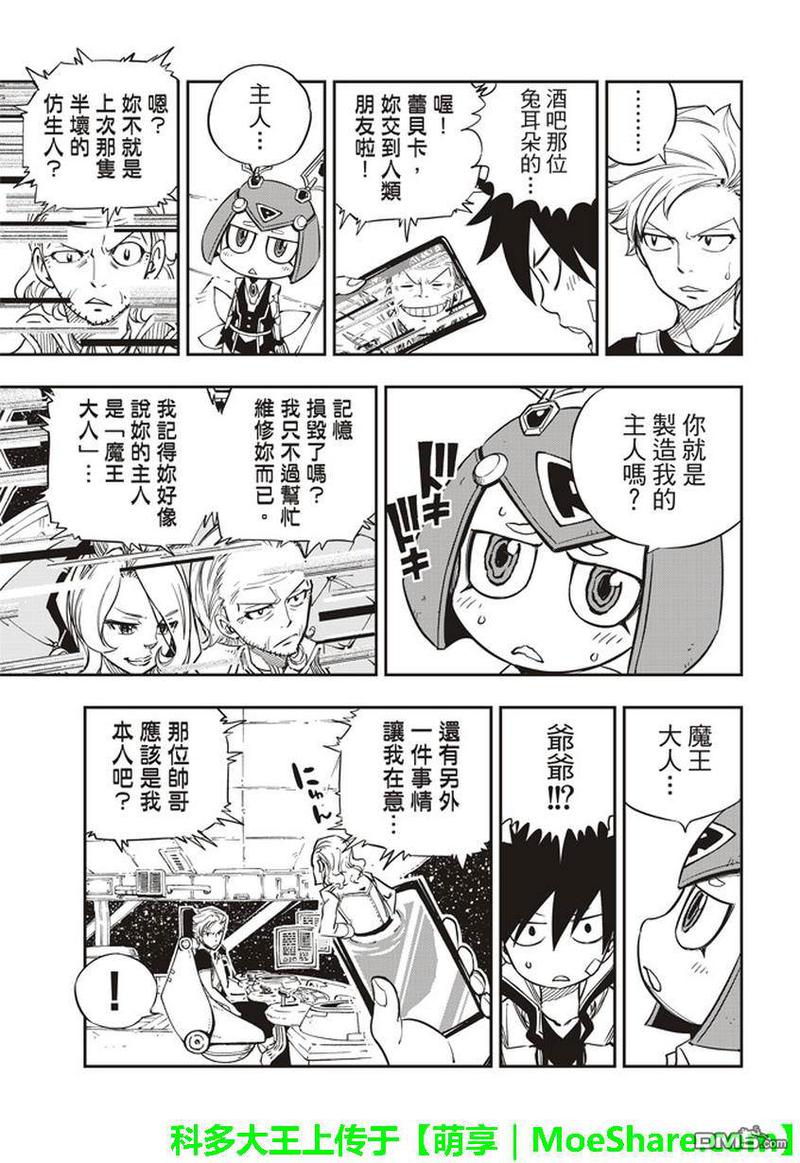 ………
酒吧那位
兔耳朵的…
喔！
蕾貝卡，
妳交到人類
朋友啦！
主人…
嗯？
妳不就是
上次那隻
半壞的
仿生人？
你就是
製造我的
主人嗎？
ドキ
ドキ
記憶
損毀了嗎？
我只不過幫忙
維修妳而已。
我記得妳好像
說妳的主人
是「魔王
大人」…
魔王
大人…
爺爺!!?
還有另外
一件事情
讓我在意…
にゅん
那位帥哥
應該是我
本人吧？
！
科多大王上传于【萌享｜MoeShare.com】